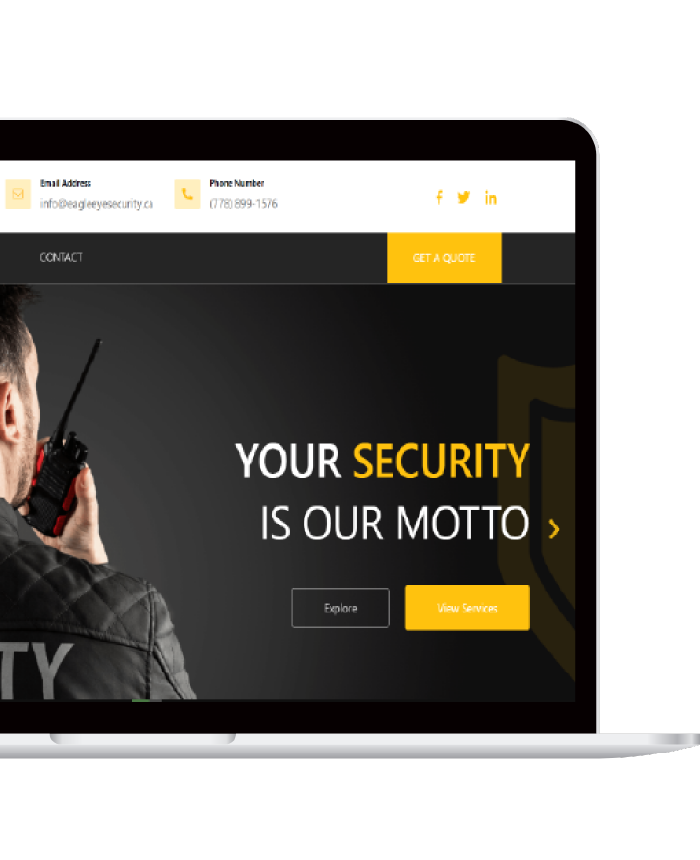 Email Address
info@eagleeyesecurity.ca
Phone Number
(778) 899-1576
CONTACT
GET A QUOTE
YOUR SECURITY
IS OUR MOTTO
Explore
View Services
TY